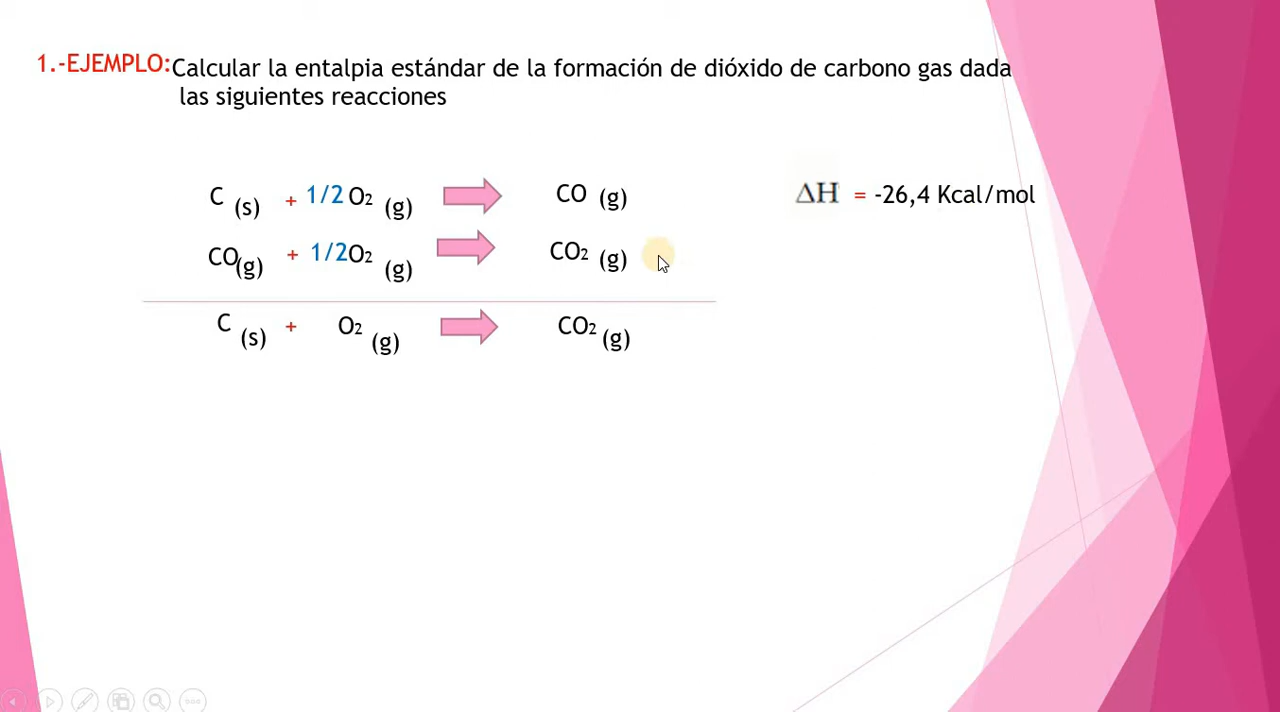 1.-EJEMPLO: Calcular la entalpia estándar de la formación de dióxido de carbono gas dada
las siguientes reacciones
C (s) + 1/2 O2 (g) CO (g) ΔH = -26,4 Kcal/mol
CO(g) + 1/2O2 (g) CO2 (g)
C (s) + O2 (g) CO2 (g)